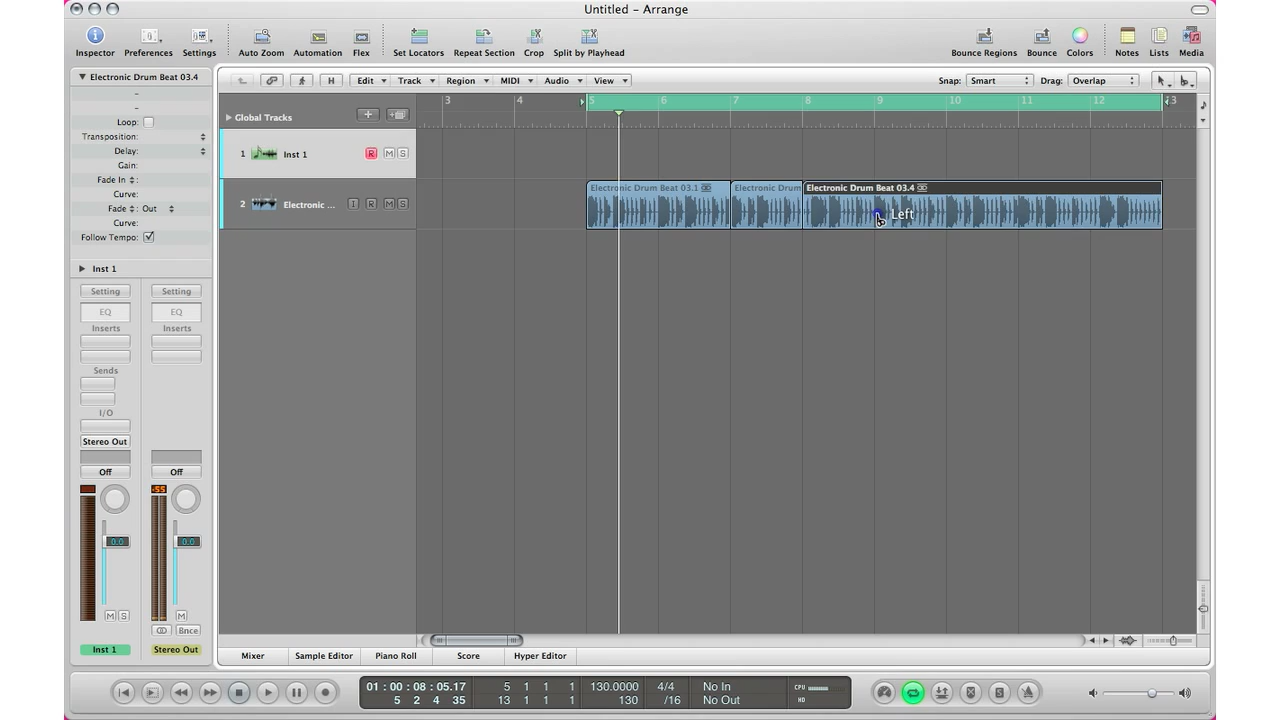 Untitled – Arrange
Inspector Preferences Settings Auto Zoom Automation Flex Set Locators Repeat Section Crop Split by Playhead Bounce Regions Bounce Colors Notes Lists Media
Electronic Drum Beat 03.4
H Edit Track Region MIDI Audio View Snap: Smart Drag: Overlap
3 4 5 6 7 8 9 10 11 12 13
Global Tracks
Loop:
Transposition:
Delay:
Gain:
Fade In :
Curve:
Fade : Out
Curve:
Follow Tempo:
1 Inst 1 R M S
2 Electronic ... I R M S
Electronic Drum Beat 03.1 Electronic Drum Electronic Drum Beat 03.4
Left
Inst 1
Setting Setting
EQ EQ
Inserts Inserts
Sends
I/O
Stereo Out
Off Off
-55
0.0 0.0
M S M
Bnce
Inst 1 Stereo Out
Mixer Sample Editor Piano Roll Score Hyper Editor
01 : 00 : 08 : 05.17 5 1 1 1 130.0000 4/4 No In CPU
5 2 4 35 13 1 1 1 130 /16 No Out HD
S